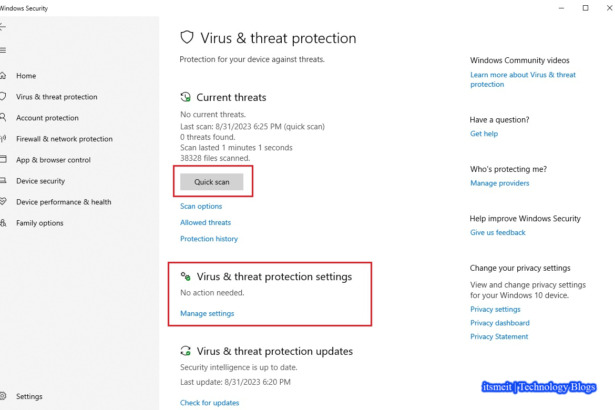 Windows Security
Home
Virus & threat protection
Account protection
Firewall & network protection
App & browser control
Device security
Device performance & health
Family options
Settings
Virus & threat protection
Protection for your device against threats.
Current threats
No current threats.
Last scan: 8/31/2023 6:25 PM (quick scan)
0 threats found.
Scan lasted 1 minutes 1 seconds
38328 files scanned.
Quick scan
Scan options
Allowed threats
Protection history
Virus & threat protection settings
No action needed.
Manage settings
Virus & threat protection updates
Security intelligence is up to date.
Last update: 8/31/2023 6:20 PM
Check for updates
Windows Community videos
Learn more about Virus & threat
protection
Have a question?
Get help
Who's protecting me?
Manage providers
Help improve Windows Security
Give us feedback
Change your privacy settings
View and change privacy settings
for your Windows 10 device.
Privacy settings
Privacy dashboard
Privacy Statement
itsmeit | Technology Blogs